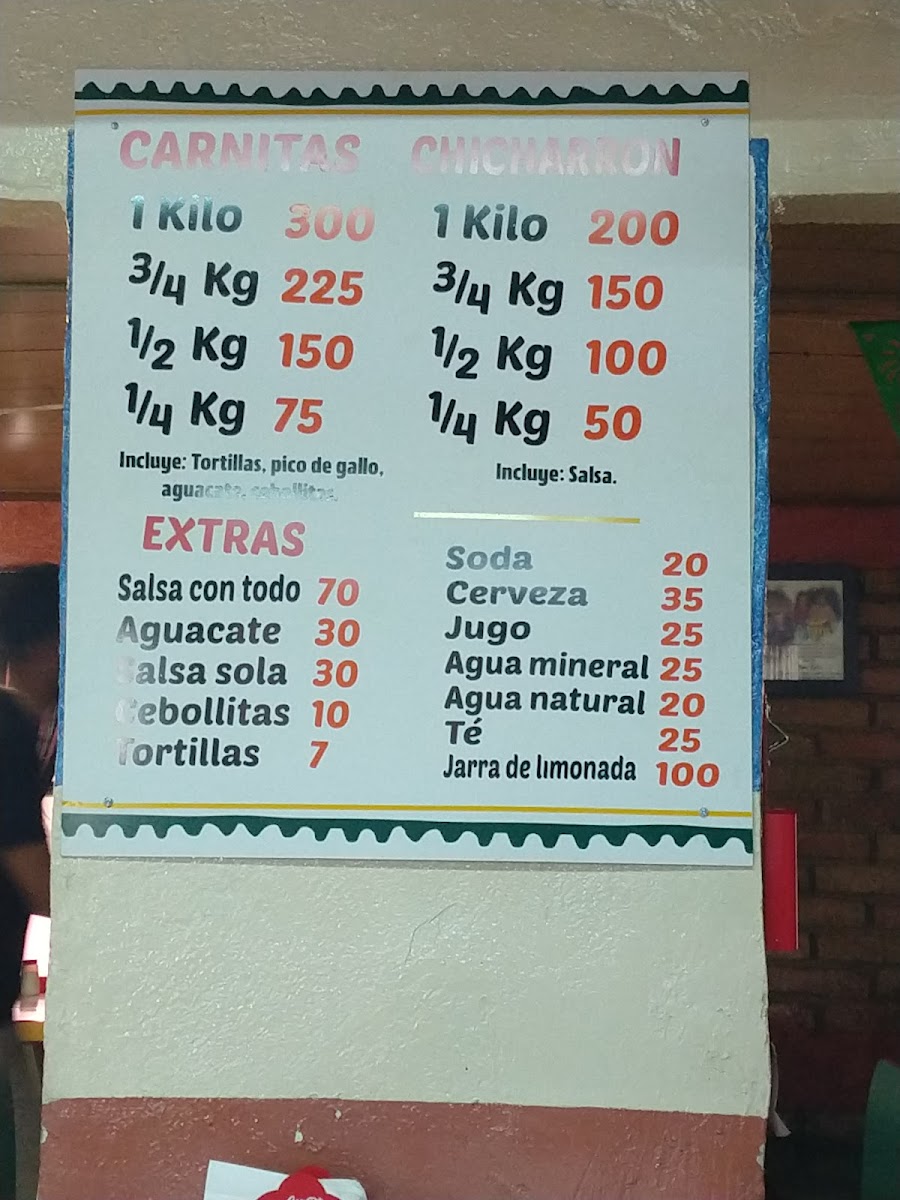 CARNITAS
1 Kilo 300
3/4 Kg 225
1/2 Kg 150
1/4 Kg 75
Incluye: Tortillas, pico de gallo,
aguacate, cebollitas.
EXTRAS
Salsa con todo 70
Aguacate 30
Salsa sola 30
Cebollitas 10
Tortillas 7
CHICHARRON
1 Kilo 200
3/4 Kg 150
1/2 Kg 100
1/4 Kg 50
Incluye: Salsa.
Soda 20
Cerveza 35
Jugo 25
Agua mineral 25
Agua natural 20
Té 25
Jarra de limonada 100